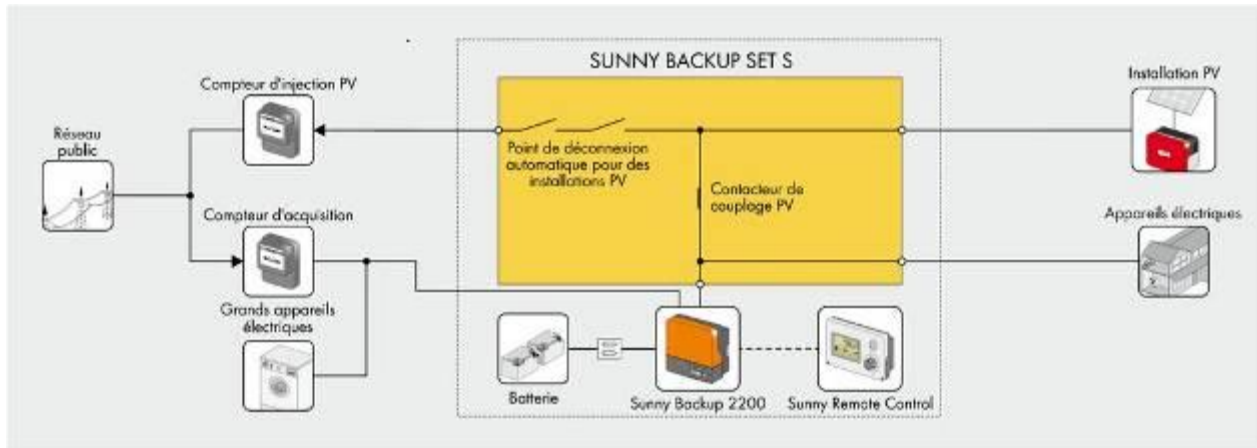 SUNNY BACKUP SET S
Compteur d'injection PV
Installation PV
Réseau
public
Point de déconnexion
automatique pour des
installations PV
Contacteur de
couplage PV
Compteur d'acquisition
Appareils électriques
Grands appareils
électriques
Batterie
Sunny Backup 2200
Sunny Remote Control